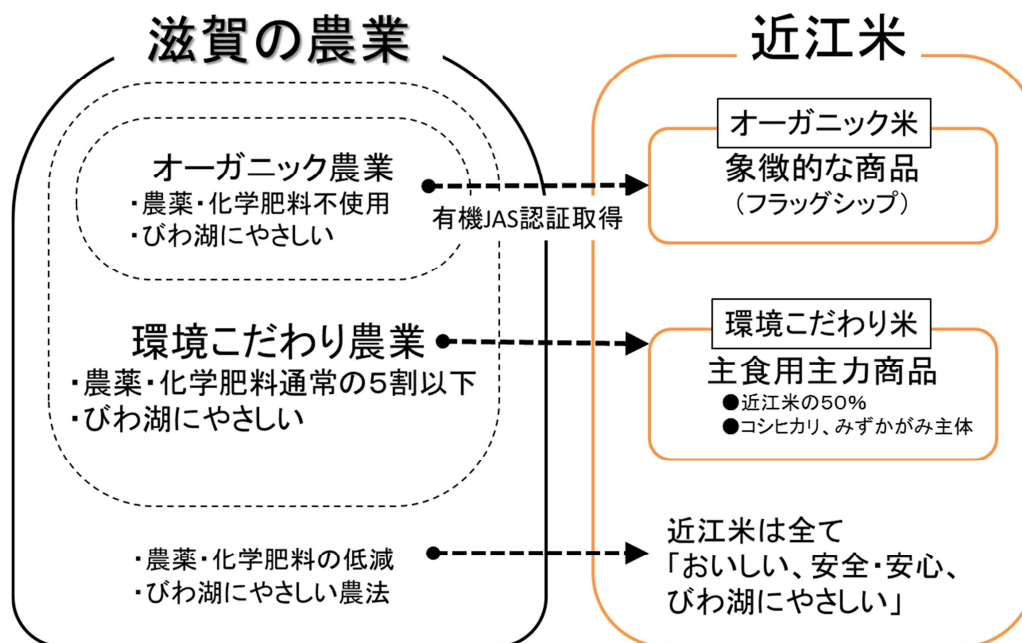 滋賀の農業
オーガニック農業
・農薬・化学肥料不使用
・びわ湖にやさしい
環境こだわり農業
・農薬・化学肥料通常の5割以下
・びわ湖にやさしい
・農薬・化学肥料の低減
・びわ湖にやさしい農法
有機JAS認証取得
近江米
オーガニック米
象徴的な商品
(フラッグシップ)
環境こだわり米
主食用主力商品
●近江米の50%
●コシヒカリ、みずかがみ主体
近江米は全て
「おいしい、安全・安心、
びわ湖にやさしい」